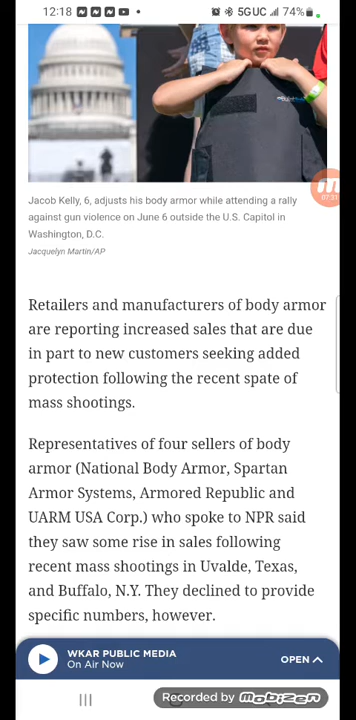 12:18
5GUC 74%
07:51
Jacob Kelly, 6, adjusts his body armor while attending a rally
against gun violence on June 6 outside the U.S. Capitol in
Washington, D.C.
Jacquelyn Martin/AP
Retailers and manufacturers of body armor
are reporting increased sales that are due
in part to new customers seeking added
protection following the recent spate of
mass shootings.
Representatives of four sellers of body
armor (National Body Armor, Spartan
Armor Systems, Armored Republic and
UARM USA Corp.) who spoke to NPR said
they saw some rise in sales following
recent mass shootings in Uvalde, Texas,
and Buffalo, N.Y. They declined to provide
specific numbers, however.
WKAR PUBLIC MEDIA
On Air Now
OPEN
Recorded by mobizen